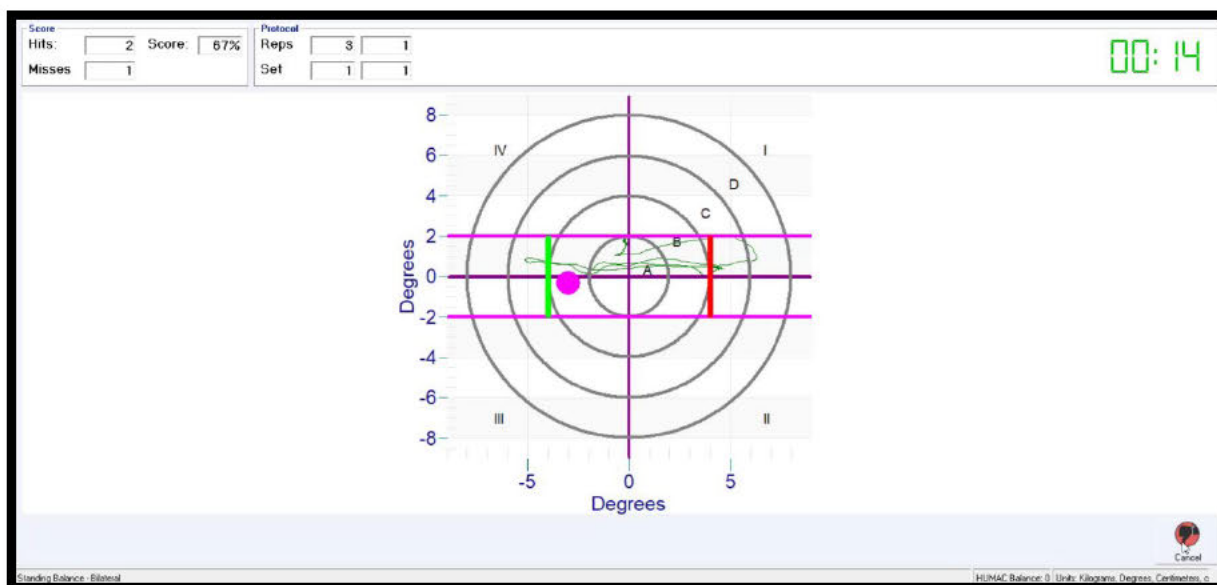 Score
Hits: 2 Score: 67%
Misses 1
Protocol
Reps 3 1
Set 1 1
00:14
8
6
4
2
0
-2
-4
-6
-8
Degrees
IV
I
D
C
B
A
III
II
-5 0 5
Degrees
Cancel
Standing Balance - Bilateral
HUMAC Balance: 0 Units: Kilograms, Degrees, Centimeters, c